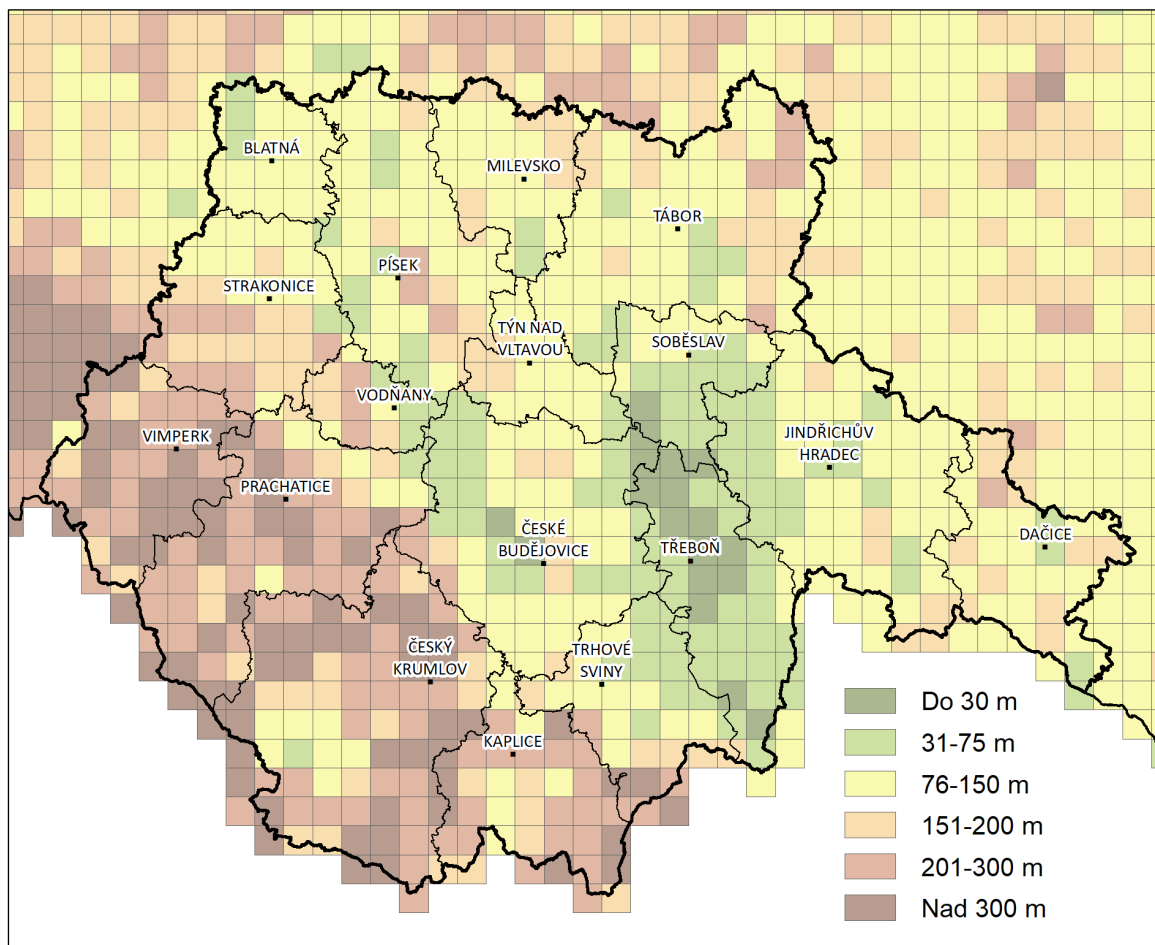 BLATNÁ
MILEVSKO
TÁBOR
PÍSEK
STRAKONICE
TÝN NAD
VLTAVOU
SOBĚSLAV
VODŇANY
VIMPERK
JINDŘICHŮV
HRADEC
PRACHATICE
ČESKÉ
BUDĚJOVICE
TŘEBOŇ
DAČICE
ČESKÝ
KRUMLOV
TRHOVÉ
SVINY
KAPLICE
Do 30 m
31-75 m
76-150 m
151-200 m
201-300 m
Nad 300 m